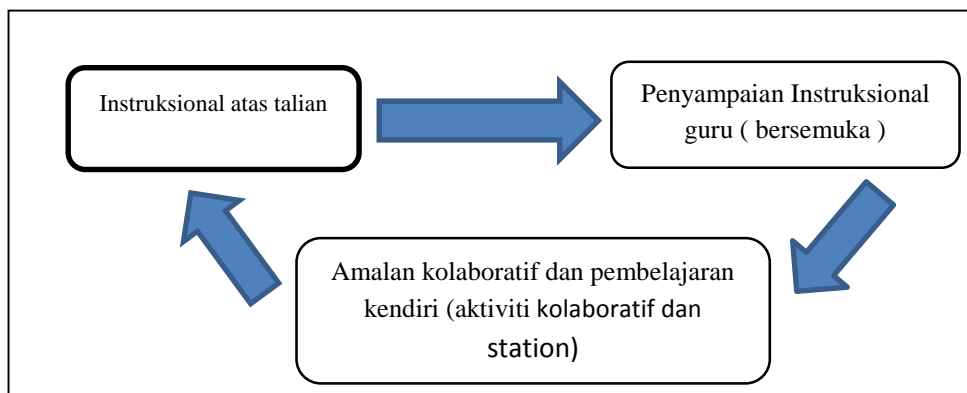 Instruksional atas talian
Penyampaian Instruksional
guru ( bersemuka )
Amalan kolaboratif dan pembelajaran
kendiri (aktiviti kolaboratif dan
station)